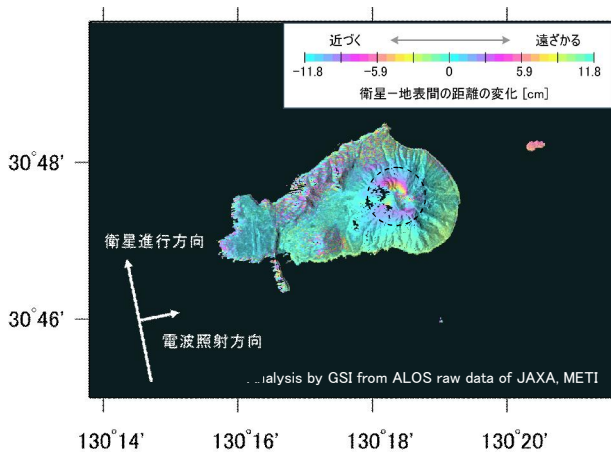 近づく 遠ざかる
-11.8 -5.9 0 5.9 11.8
衛星－地表間の距離の変化 [cm]
30°48'
衛星進行方向
30°46'
電波照射方向
nalysis by GSI from ALOS raw data of JAXA, METI
130°14' 130°16' 130°18' 130°20'